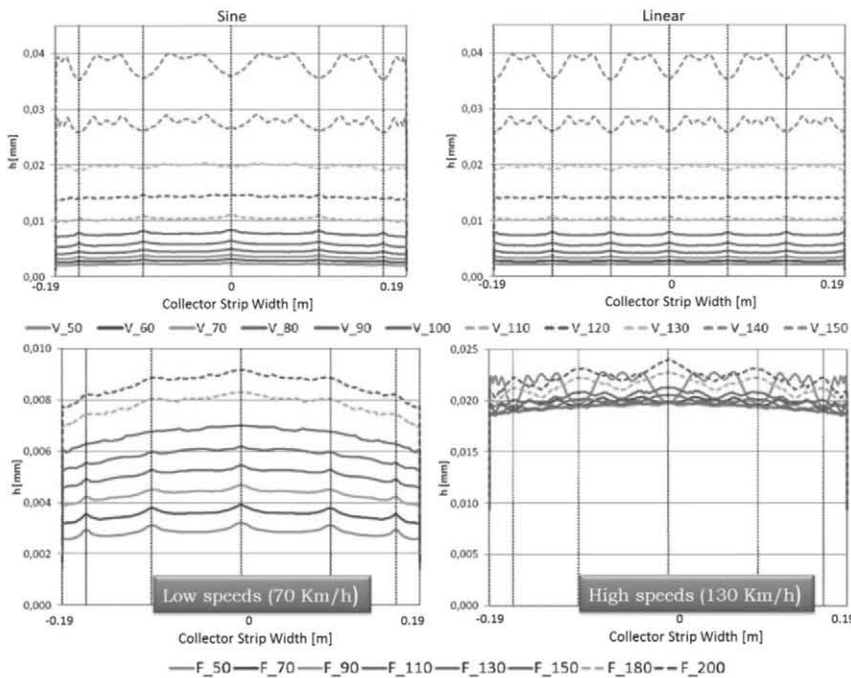 Sine
Linear
0,04
0,03
0,02
0,01
0,00
h [mm]
-0.19
0
0.19
Collector Strip Width [m]
0,04
0,03
0,02
0,01
0,00
h [mm]
-0.19
0
0.19
Collector Strip Width [m]
V_50 V_60 V_70 V_80 V_90 V_100 V_110 V_120 V_130 V_140 V_150
0,010
0,008
0,006
0,004
0,002
0,000
h [mm]
Low speeds (70 Km/h)
-0.19
0
0.19
Collector Strip Width [m]
0,025
0,020
0,015
0,010
0,005
0,000
h [mm]
High speeds (130 Km/h)
-0.19
0
0.19
Collector Strip Width [m]
F_50 F_70 F_90 F_110 F_130 F_150 F_180 F_200